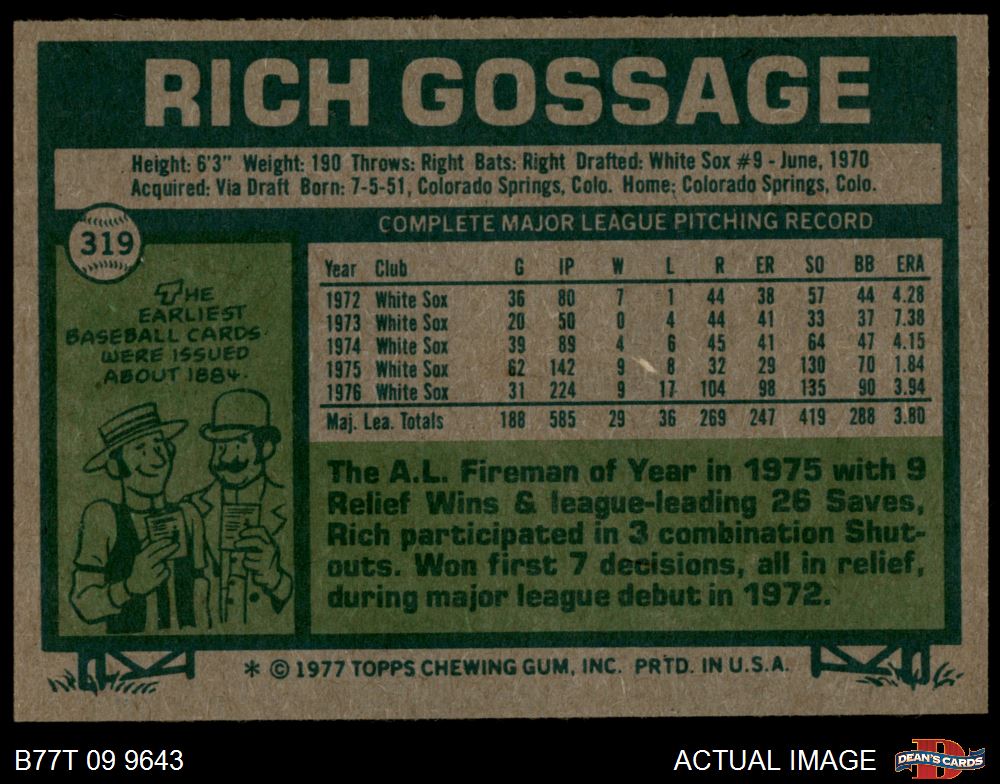 RICH GOSSAGE
Height: 6'3" Weight: 190 Throws: Right Bats: Right Drafted: White Sox #9 - June, 1970
Acquired: Via Draft Born: 7-5-51, Colorado Springs, Colo. Home: Colorado Springs, Colo.
319
COMPLETE MAJOR LEAGUE PITCHING RECORD
THE
EARLIEST
BASEBALL CARDS
WERE ISSUED
ABOUT 1884.
Year Club G IP W L R ER SO BB ERA
1972 White Sox 36 80 7 1 44 38 57 44 4.28
1973 White Sox 20 50 0 4 44 41 33 37 7.38
1974 White Sox 39 89 4 6 45 41 64 47 4.15
1975 White Sox 62 142 9 8 32 29 130 70 1.84
1976 White Sox 31 224 9 17 104 98 135 90 3.94
Maj. Lea. Totals 188 585 29 36 269 247 419 288 3.80
The A.L. Fireman of Year in 1975 with 9
Relief Wins & league-leading 26 Saves,
Rich participated in 3 combination Shut-
outs. Won first 7 decisions, all in relief,
during major league debut in 1972.
* © 1977 TOPPS CHEWING GUM, INC. PRTD. IN U.S.A.
B77T 09 9643
ACTUAL IMAGE
DEAN'S CARDS